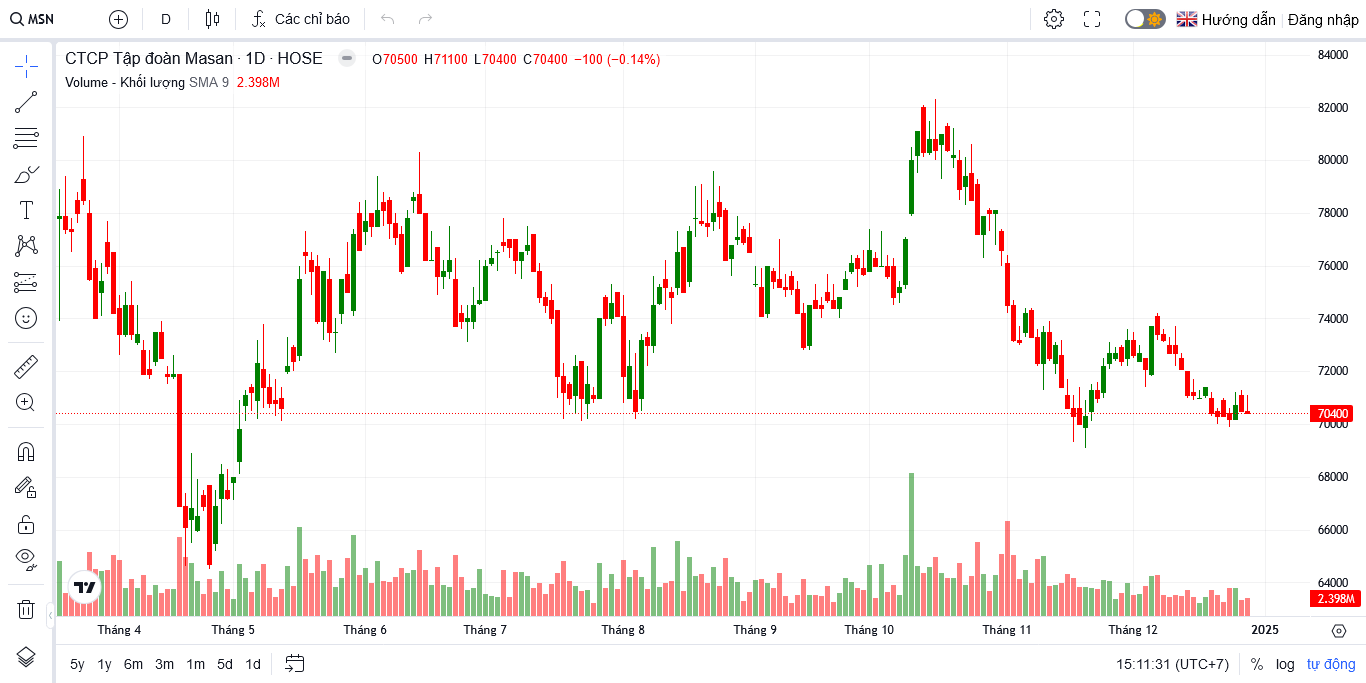 MSN D Các chỉ báo Hướng dẫn Đăng nhập
CTCP Tập đoàn Masan · 1D · HOSE O70500 H71100 L70400 C70400 −100 (−0.14%)
Volume - Khối lượng SMA 9 2.398M
84000
82000
80000
78000
76000
74000
72000
70400
70000
68000
66000
64000
2.398M
Tháng 4 Tháng 5 Tháng 6 Tháng 7 Tháng 8 Tháng 9 Tháng 10 Tháng 11 Tháng 12 2025
5y 1y 6m 3m 1m 5d 1d 15:11:31 (UTC+7) % log tự động